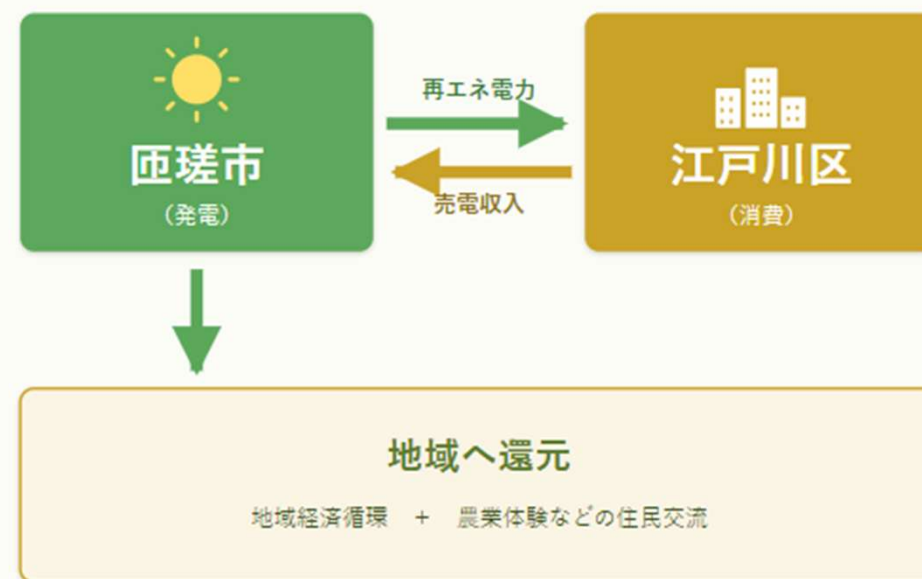 匝瑳市
（発電）
再エネ電力
売電収入
江戸川区
（消費）
地域へ還元
地域経済循環　+　農業体験などの住民交流